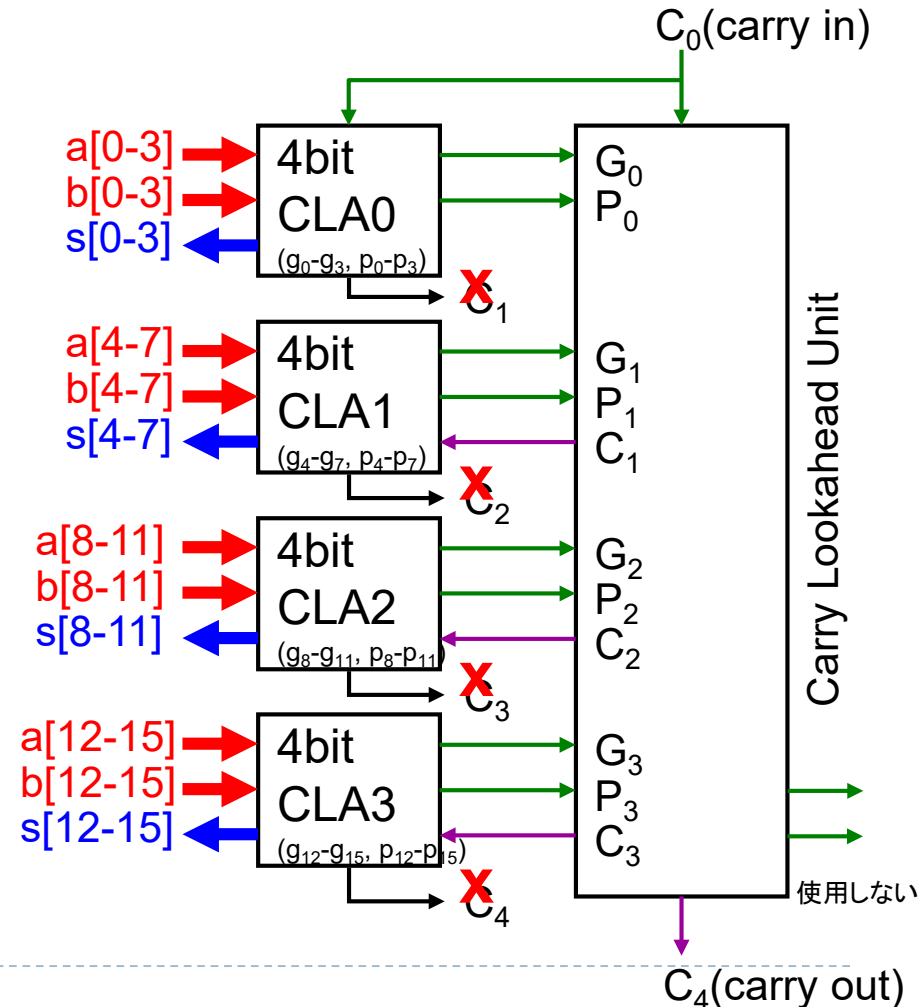 C₀(carry in)
a[0-3]
b[0-3]
s[0-3]
4bit
CLA0
(g₀-g₃, p₀-p₃)
G₀
P₀
C₁
a[4-7]
b[4-7]
s[4-7]
4bit
CLA1
(g₄-g₇, p₄-p₇)
G₁
P₁
C₁
C₂
a[8-11]
b[8-11]
s[8-11]
4bit
CLA2
(g₈-g₁₁, p₈-p₁₁)
G₂
P₂
C₂
C₃
a[12-15]
b[12-15]
s[12-15]
4bit
CLA3
(g₁₂-g₁₅, p₁₂-p₁₅)
G₃
P₃
C₃
C₄
Carry Lookahead Unit
使用しない
C₄(carry out)